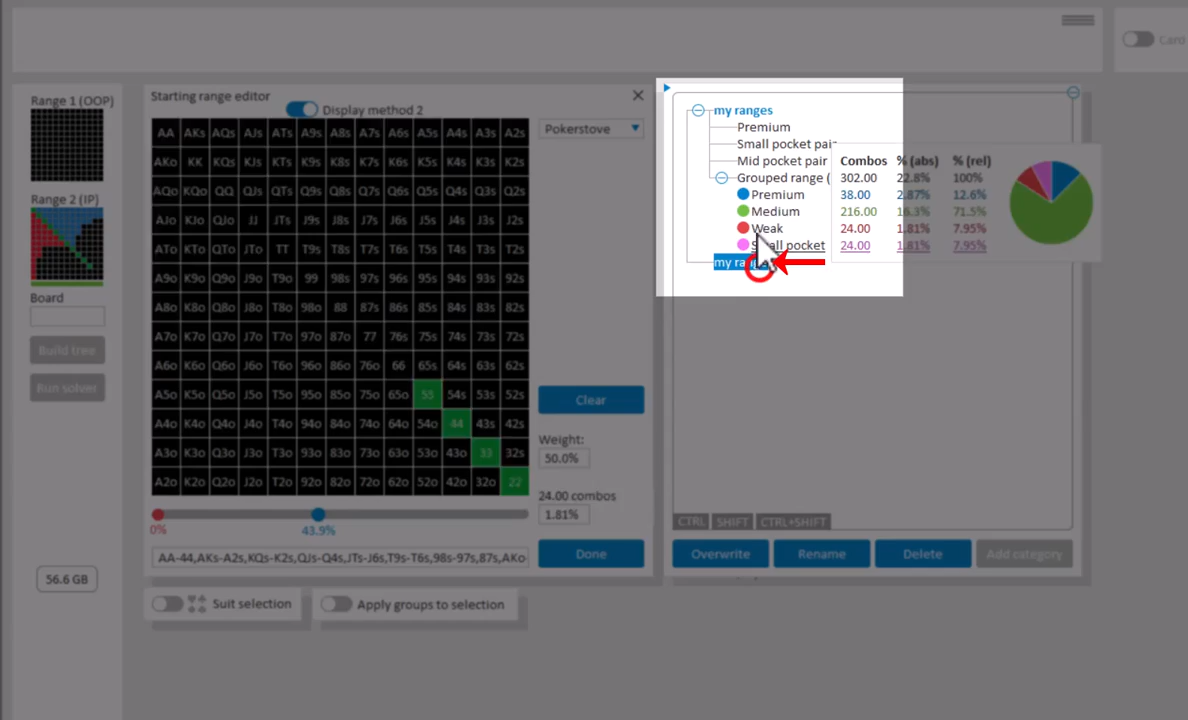 Card
Range 1 (OOP)
Range 2 (IP)
Board
Build tree
Run solver
56.6 GB
Starting range editor
Display method 2
Pokerstove
AA AKs AQs AJs ATs A9s A8s A7s A6s A5s A4s A3s A2s
AKo KK KQs KJs KTs K9s K8s K7s K6s K5s K4s K3s K2s
AQo KQo QQ QJs QTs Q9s Q8s Q7s Q6s Q5s Q4s Q3s Q2s
AJo KJo QJo JJ JTs J9s J8s J7s J6s J5s J4s J3s J2s
ATo KTo QTo JTo TT T9s T8s T7s T6s T5s T4s T3s T2s
A9o K9o Q9o J9o T9o 99 98s 97s 96s 95s 94s 93s 92s
A8o K8o Q8o J8o T8o 98o 88 87s 86s 85s 84s 83s 82s
A7o K7o Q7o J7o T7o 97o 87o 77 76s 75s 74s 73s 72s
A6o K6o Q6o J6o T6o 96o 86o 76o 66 65s 64s 63s 62s
A5o K5o Q5o J5o T5o 95o 85o 75o 65o 55 54s 53s 52s
A4o K4o Q4o J4o T4o 94o 84o 74o 64o 54o 44 43s 42s
A3o K3o Q3o J3o T3o 93o 83o 73o 63o 53o 43o 33 32s
A2o K2o Q2o J2o T2o 92o 82o 72o 62o 52o 42o 32o 22
0%
43.9%
AA-44,AKs-A2s,KQs-K2s,QJs-Q4s,JTs-J6s,T9s-T6s,98s-97s,87s,AKo
Clear
Weight:
50.0%
24.00 combos
1.81%
Done
Suit selection
Apply groups to selection
my ranges
Premium
Small pocket pair
Mid pocket pair
Grouped range (
Premium
Medium
Weak
pocket
my
Combos % (abs) % (rel)
302.00 22.8% 100%
38.00 2.87% 12.6%
216.00 16.3% 71.5%
24.00 1.81% 7.95%
24.00 1.81% 7.95%
CTRL SHIFT CTRL+SHIFT
Overwrite
Rename
Delete
Add category